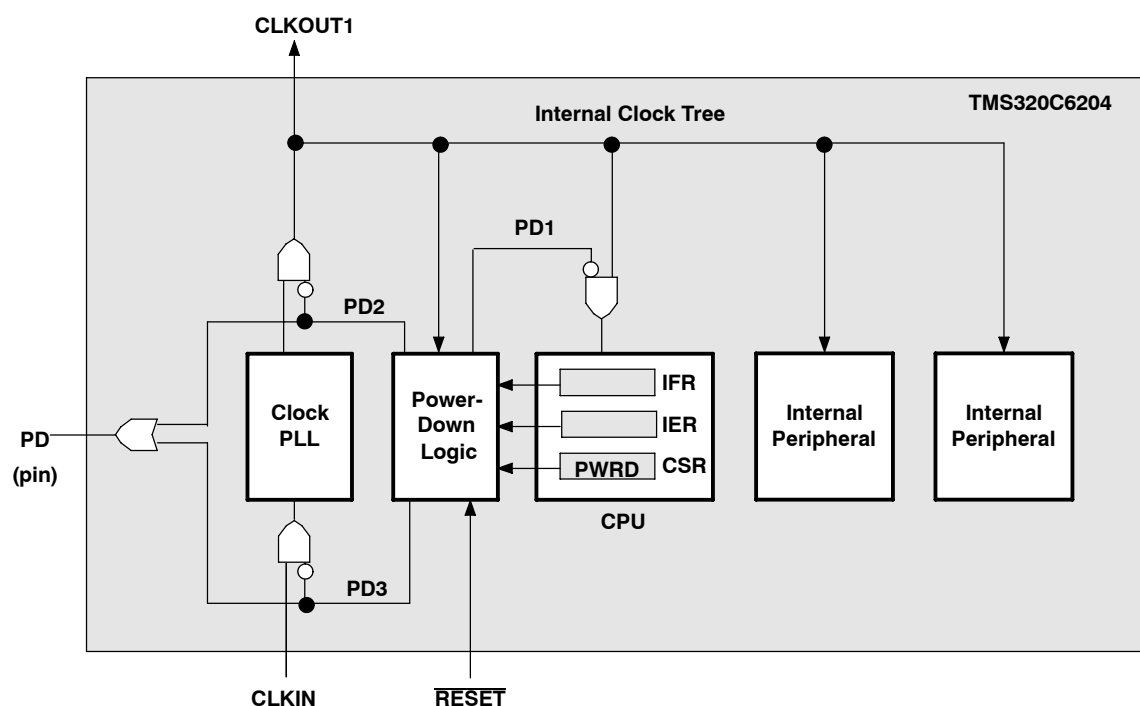 CLKOUT1
TMS320C6204
Internal Clock Tree
PD1
PD2
Clock
PLL
Power-
Down
Logic
IFR
IER
PWRD
CSR
CPU
Internal
Peripheral
Internal
Peripheral
PD
(pin)
PD3
CLKIN
RESET